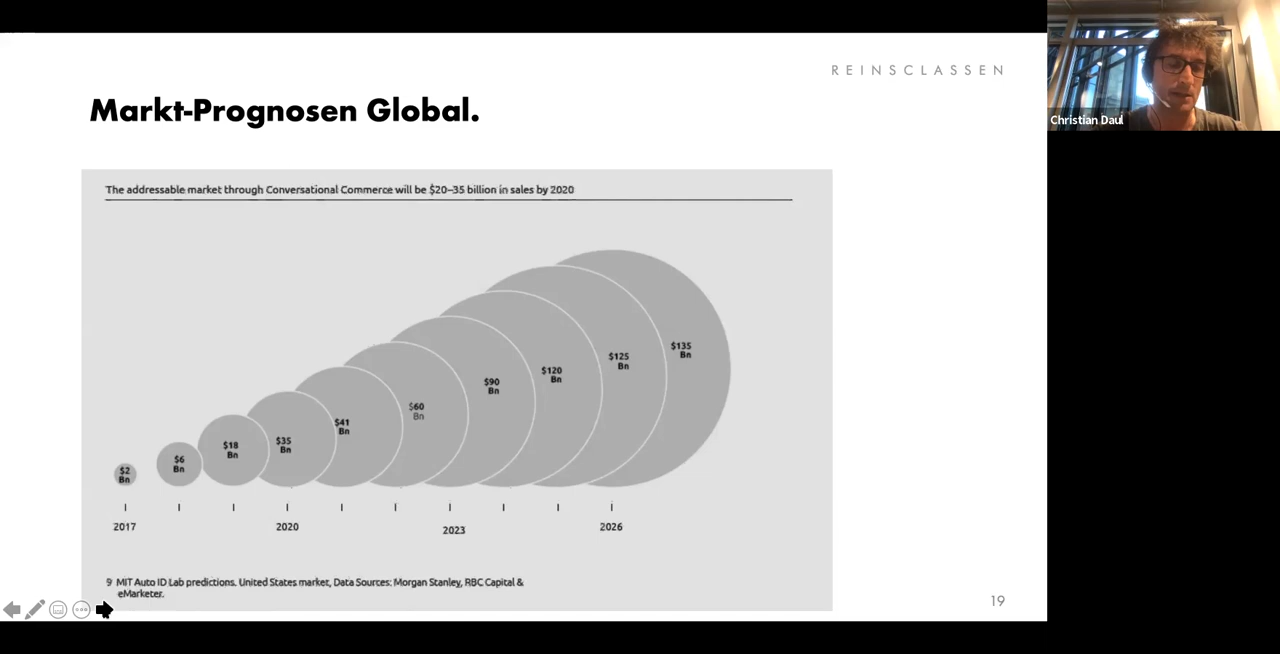 REINSCLASSEN
Markt-Prognosen Global.
Christian Daul
The addressable market through Conversational Commerce will be $20–35 billion in sales by 2020
$2
Bn
$6
Bn
$18
Bn
$35
Bn
$41
Bn
$60
Bn
$90
Bn
$120
Bn
$125
Bn
$135
Bn
2017
2020
2023
2026
9 MIT Auto ID Lab predictions. United States market, Data Sources: Morgan Stanley, RBC Capital &
eMarketer.
19